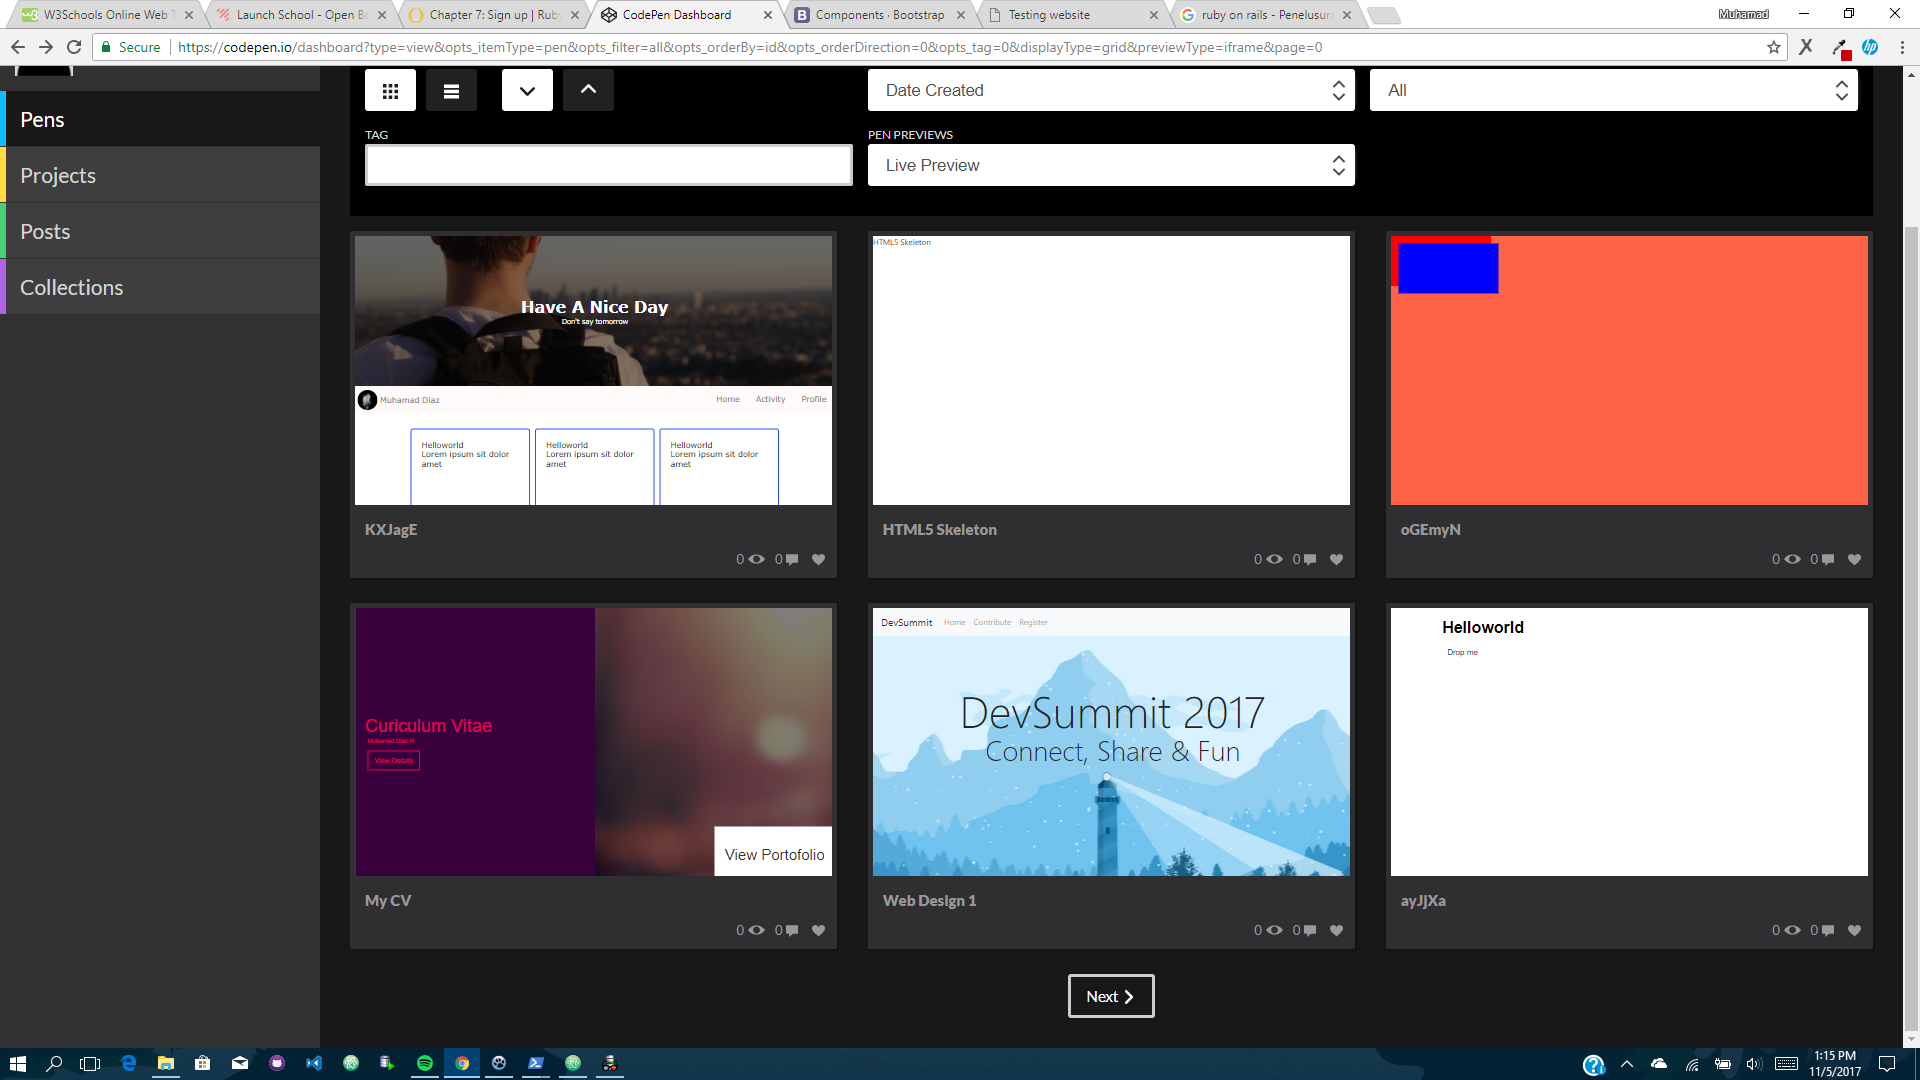 W3Schools Online Web T
Launch School - Open Bo
Chapter 7: Sign up | Ruby
CodePen Dashboard
Components · Bootstrap
Testing website
ruby on rails - Penelusura
Muhamad
Secure
https://codepen.io/dashboard?type=view&opts_itemType=pen&opts_filter=all&opts_orderBy=id&opts_orderDirection=0&opts_tag=0&displayType=grid&previewType=iframe&page=0
Pens
Projects
Posts
Collections
Date Created
All
TAG
PEN PREVIEWS
Live Preview
Have A Nice Day
Don't say tomorrow
Muhamad Diaz
Home Activity Profile
Helloworld
Lorem ipsum sit dolor
amet
Helloworld
Lorem ipsum sit dolor
amet
Helloworld
Lorem ipsum sit dolor
amet
KXJagE
0 0
HTML5 Skeleton
HTML5 Skeleton
0 0
oGEmyN
0 0
Curiculum Vitae
Muhamad Diaz R
View Details
View Portofolio
My CV
0 0
DevSummit Home Contribute Register
DevSummit 2017
Connect, Share & Fun
Web Design 1
0 0
Helloworld
Drop me
ayJjXa
0 0
Next
1:15 PM
11/5/2017